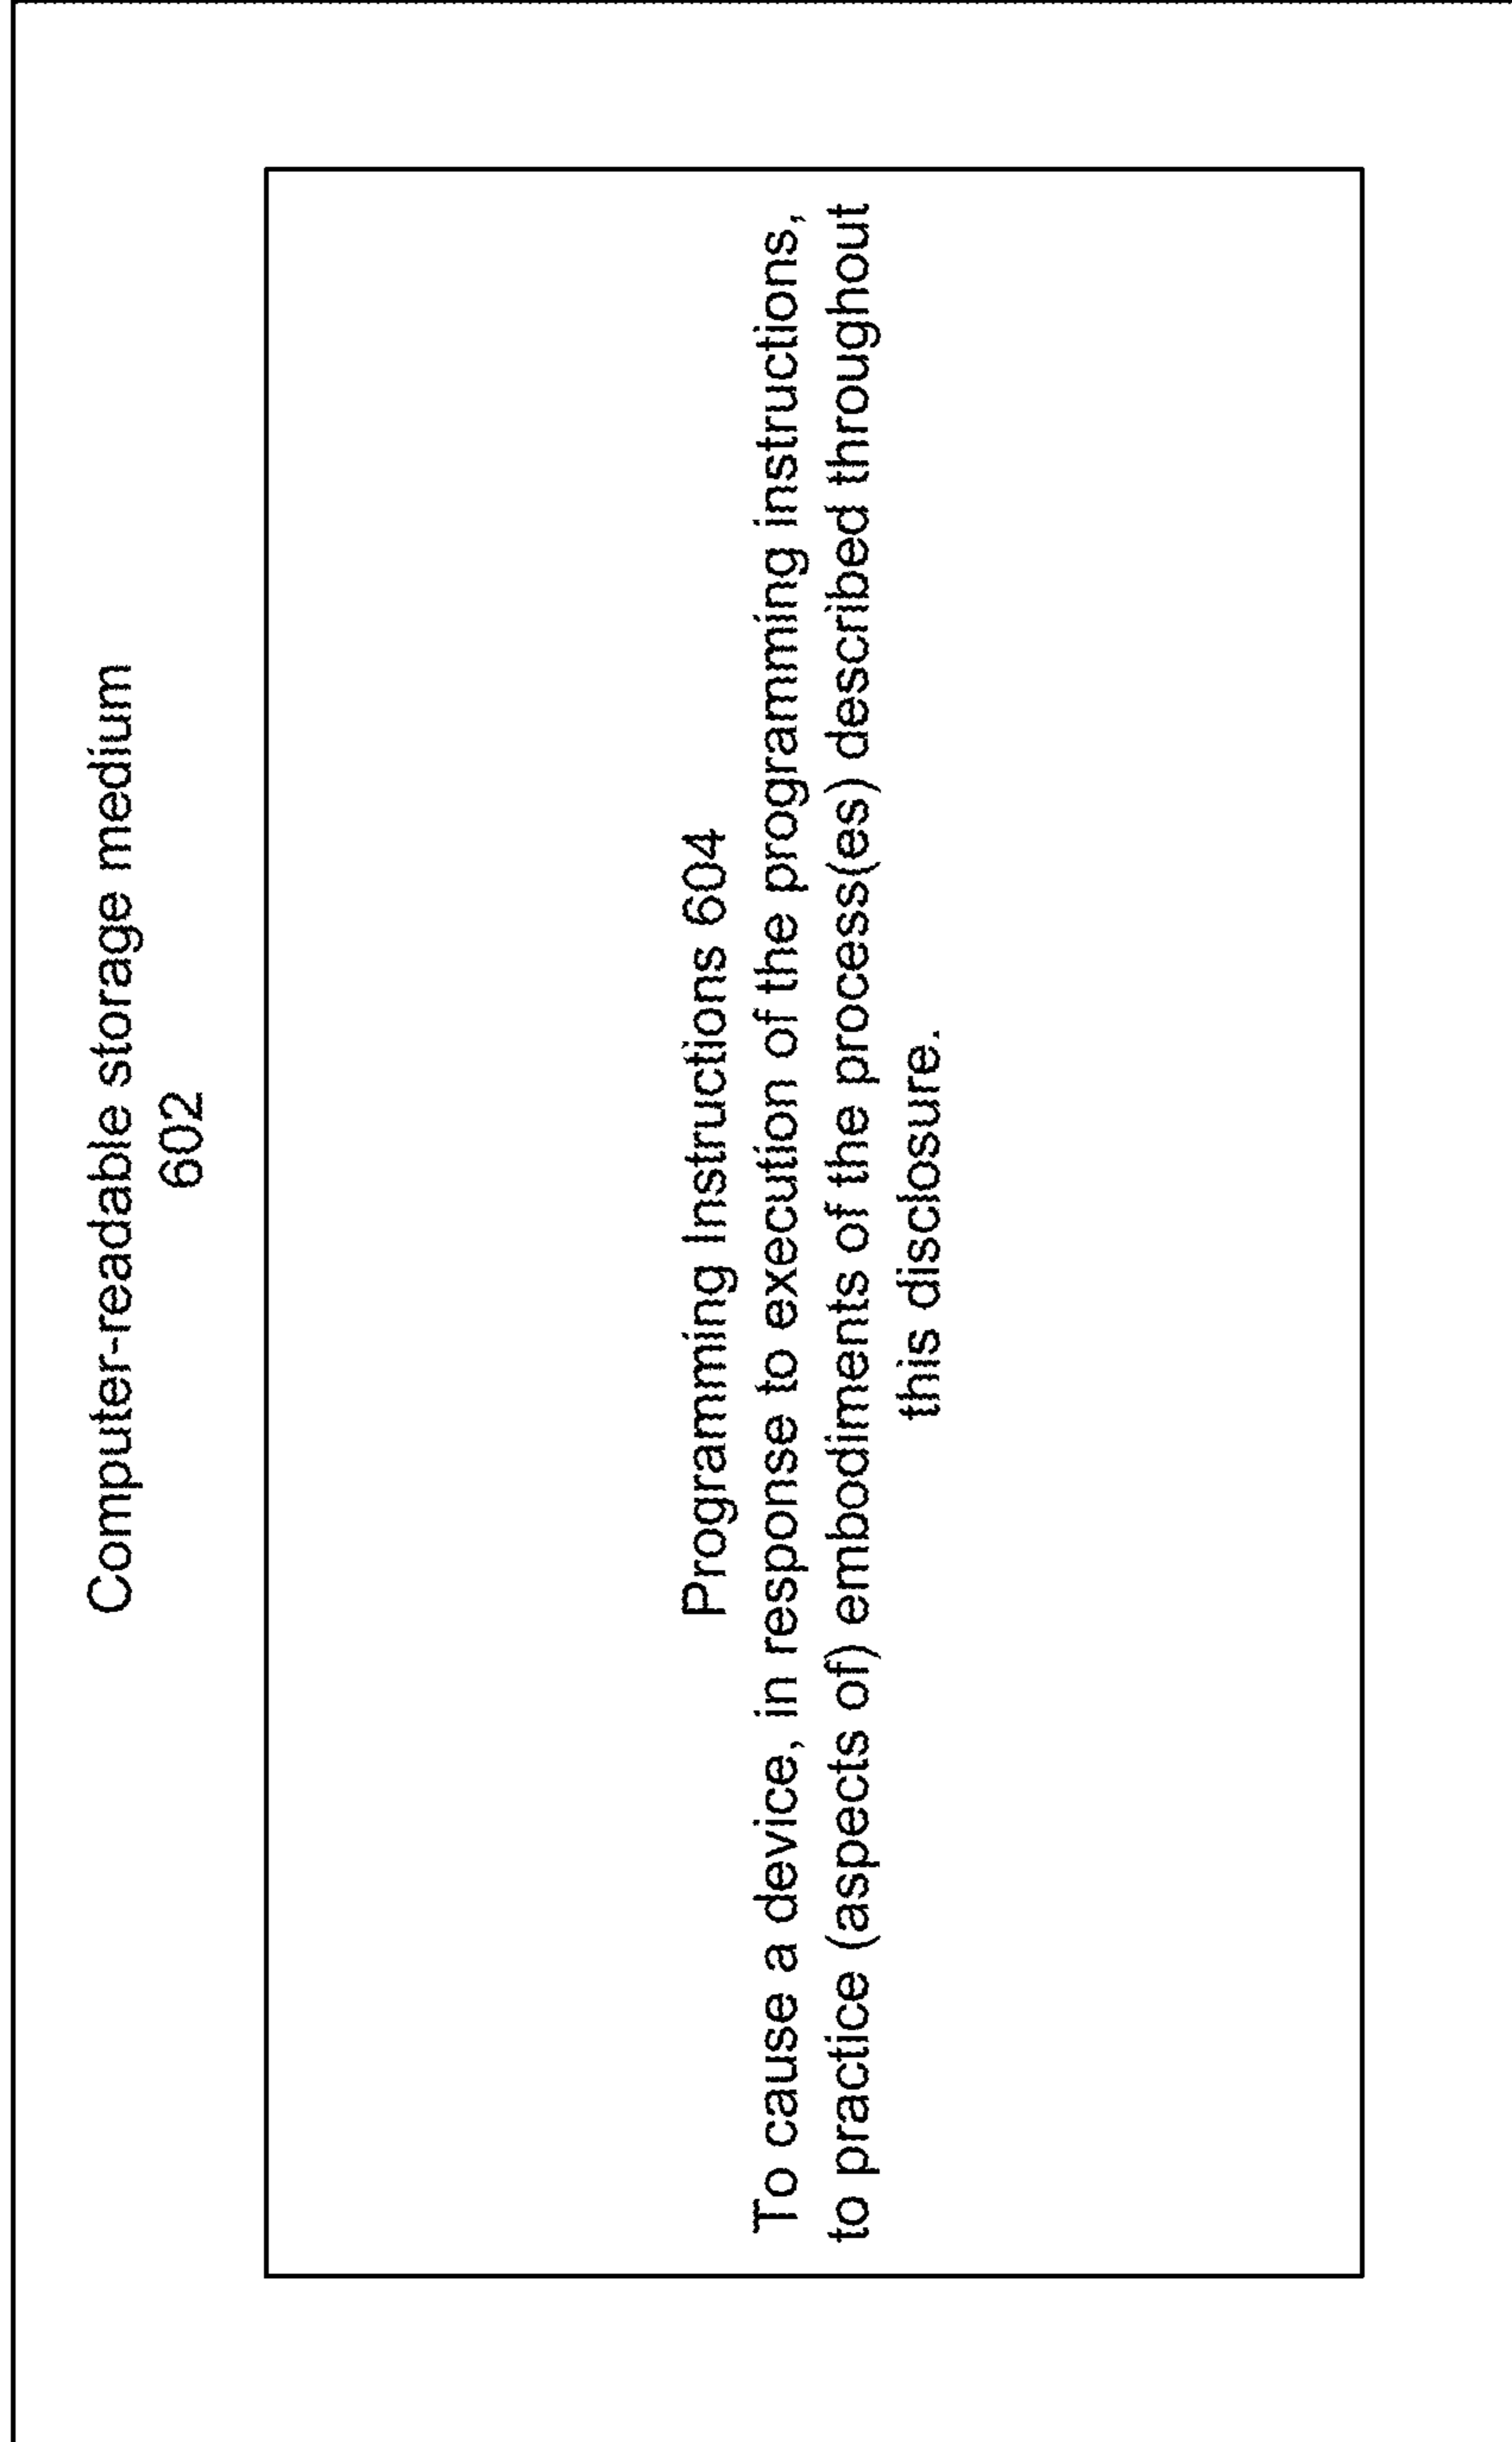 Computer-readable storage medium
602
Programming Instructions 604
To cause a device, in response to execution of the programming instructions,
to practice (aspects of) embodiments of the process(es) described throughout
this disclosure.